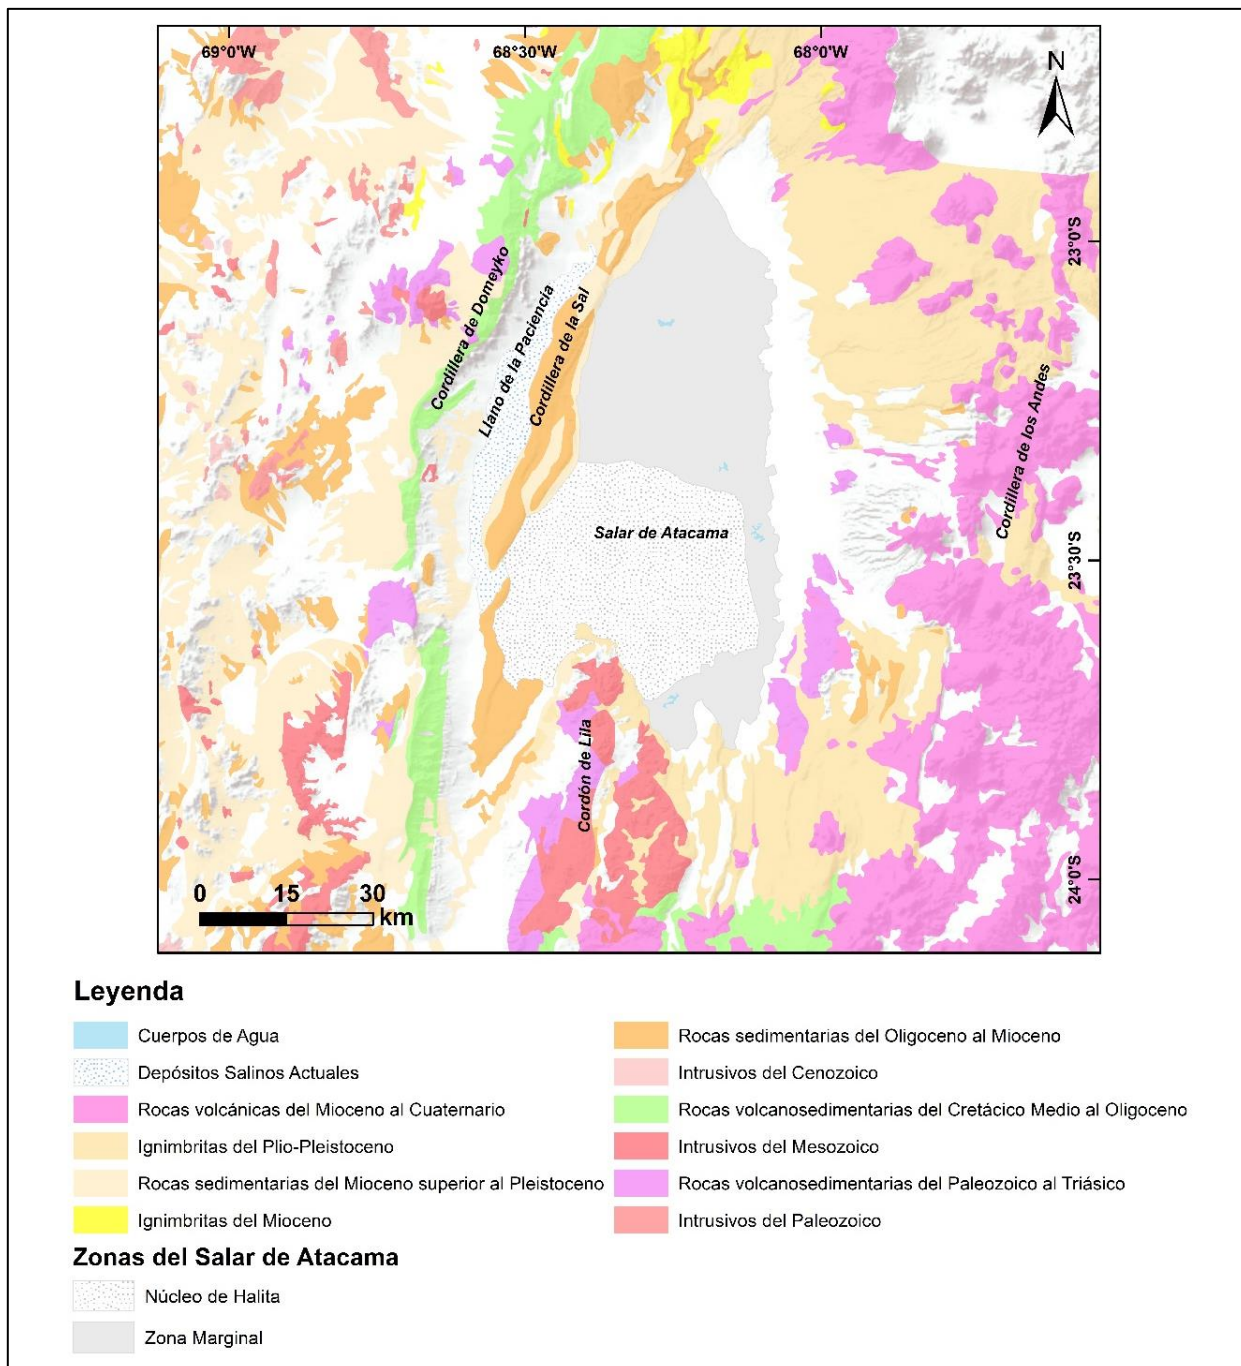 69°0'W
68°30'W
68°0'W
N
23°0'S
Cordillera de Domeyko
Llano de la Paciencia
Cordillera de la Sal
Cordillera de los Andes
Salar de Atacama
23°30'S
Cordón de Lila
24°0'S
0 15 30
km
Leyenda
Cuerpos de Agua
Depósitos Salinos Actuales
Rocas volcánicas del Mioceno al Cuaternario
Ignimbritas del Plio-Pleistoceno
Rocas sedimentarias del Mioceno superior al Pleistoceno
Ignimbritas del Mioceno
Rocas sedimentarias del Oligoceno al Mioceno
Intrusivos del Cenozoico
Rocas volcanosedimentarias del Cretácico Medio al Oligoceno
Intrusivos del Mesozoico
Rocas volcanosedimentarias del Paleozoico al Triásico
Intrusivos del Paleozoico
Zonas del Salar de Atacama
Núcleo de Halita
Zona Marginal